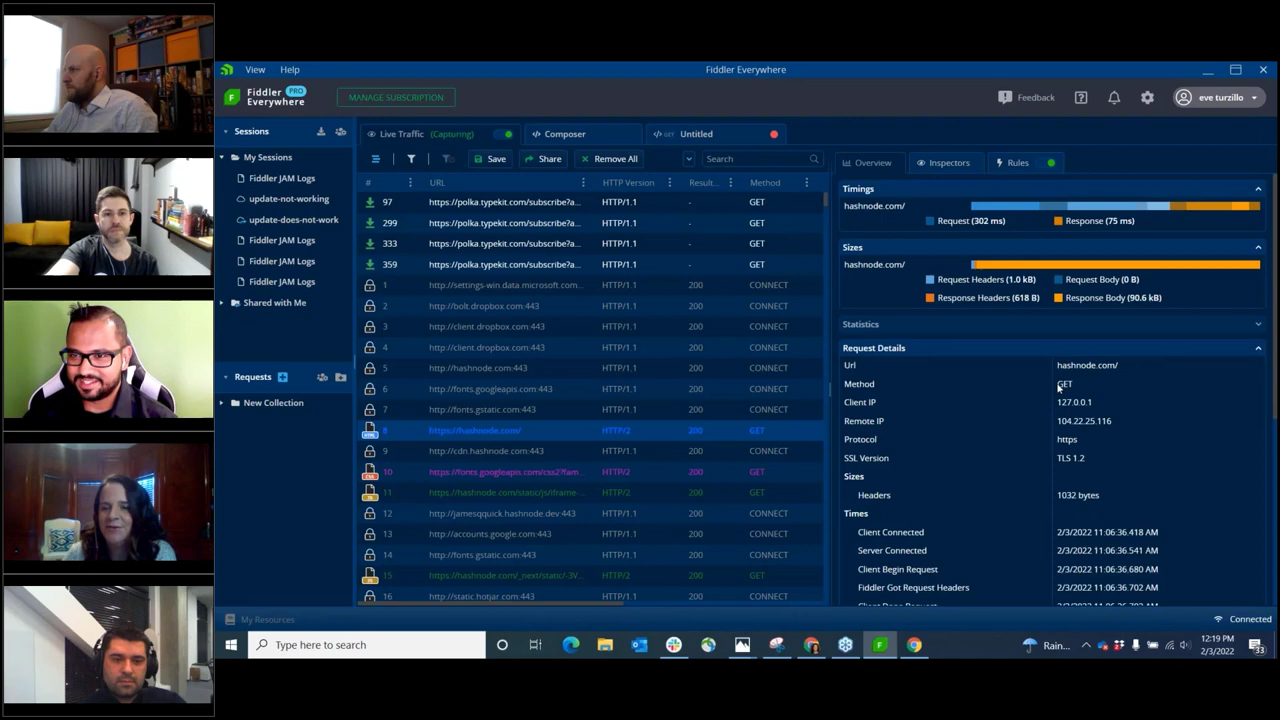 View Help
Fiddler Everywhere
Fiddler Everywhere PRO
MANAGE SUBSCRIPTION
Feedback
eve turzillo
Sessions
My Sessions
Fiddler JAM Logs
update-not-working
update-does-not-work
Fiddler JAM Logs
Fiddler JAM Logs
Fiddler JAM Logs
Shared with Me
Requests
New Collection
Live Traffic (Capturing) Composer GET Untitled
Save Share Remove All Search
# URL HTTP Version Result... Method
97 https://polka.typekit.com/subscribe?a... HTTP/1.1 - GET
299 https://polka.typekit.com/subscribe?a... HTTP/1.1 - GET
333 https://polka.typekit.com/subscribe?a... HTTP/1.1 - GET
359 https://polka.typekit.com/subscribe?a... HTTP/1.1 - GET
1 http://settings-win.data.microsoft.com... HTTP/1.1 200 CONNECT
2 http://bolt.dropbox.com:443 HTTP/1.1 200 CONNECT
3 http://client.dropbox.com:443 HTTP/1.1 200 CONNECT
4 http://client.dropbox.com:443 HTTP/1.1 200 CONNECT
5 http://hashnode.com:443 HTTP/1.1 200 CONNECT
6 http://fonts.googleapis.com:443 HTTP/1.1 200 CONNECT
7 http://fonts.gstatic.com:443 HTTP/1.1 200 CONNECT
8 https://hashnode.com/ HTTP/2 200 GET
9 http://cdn.hashnode.com:443 HTTP/1.1 200 CONNECT
10 https://fonts.googleapis.com/css2?fam... HTTP/2 200 GET
11 https://hashnode.com/static/js/iframe-... HTTP/2 200 GET
12 http://jamesqquick.hashnode.dev:443 HTTP/1.1 200 CONNECT
13 http://accounts.google.com:443 HTTP/1.1 200 CONNECT
14 http://fonts.gstatic.com:443 HTTP/1.1 200 CONNECT
15 https://hashnode.com/_next/static/-3V... HTTP/2 200 GET
16 http://static.hotjar.com:443 HTTP/1.1 200 CONNECT
Overview Inspectors Rules
Timings
hashnode.com/
Request (302 ms) Response (75 ms)
Sizes
hashnode.com/
Request Headers (1.0 kB) Request Body (0 B)
Response Headers (618 B) Response Body (90.6 kB)
Statistics
Request Details
Url hashnode.com/
Method GET
Client IP 127.0.0.1
Remote IP 104.22.25.116
Protocol https
SSL Version TLS 1.2
Sizes
Headers 1032 bytes
Times
Client Connected 2/3/2022 11:06:36.418 AM
Server Connected 2/3/2022 11:06:36.541 AM
Client Begin Request 2/3/2022 11:06:36.680 AM
Fiddler Got Request Headers 2/3/2022 11:06:36.702 AM
My Resources
Connected
Type here to search
Rain...
12:19 PM
2/3/2022
33